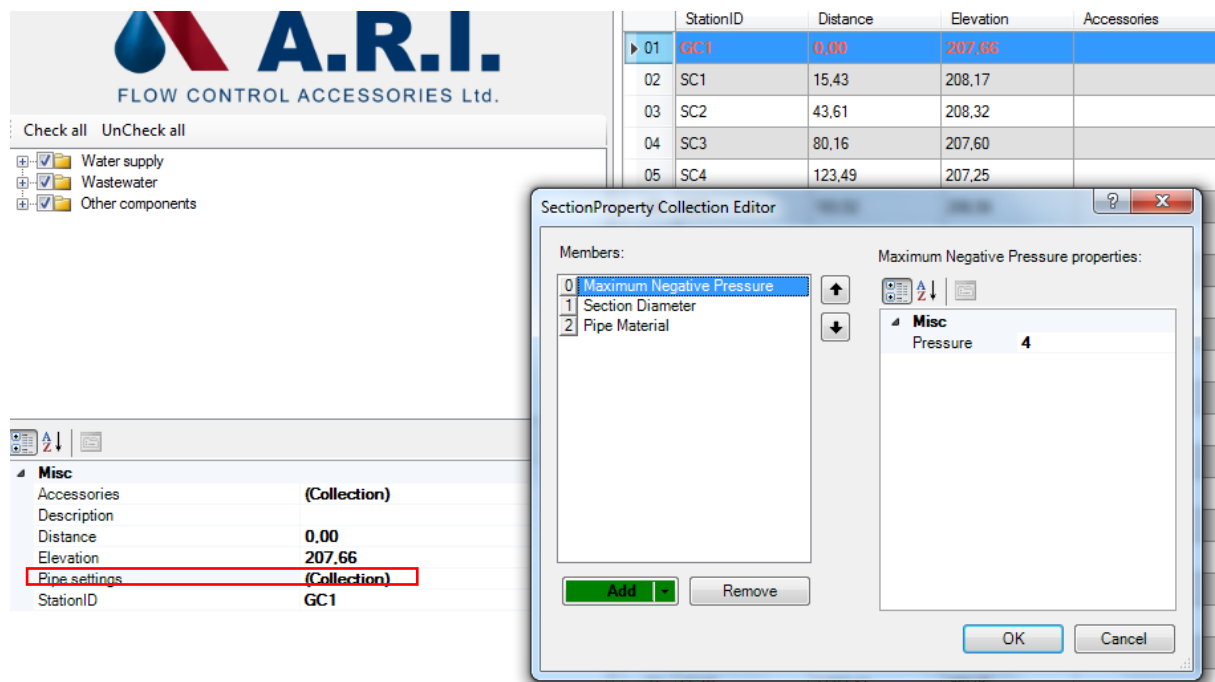 A.R.I.
FLOW CONTROL ACCESSORIES Ltd.
Check all UnCheck all
Water supply
Wastewater
Other components
StationID Distance Elevation Accessories
01 GC1 0,00 207,66
02 SC1 15,43 208,17
03 SC2 43,61 208,32
04 SC3 80,16 207,60
05 SC4 123,49 207,25
SectionProperty Collection Editor
Members:
0 Maximum Negative Pressure
1 Section Diameter
2 Pipe Material
Add
Remove
Maximum Negative Pressure properties:
Misc
Pressure 4
OK
Cancel
Misc
Accessories (Collection)
Description
Distance 0,00
Elevation 207,66
Pipe settings (Collection)
StationID GC1